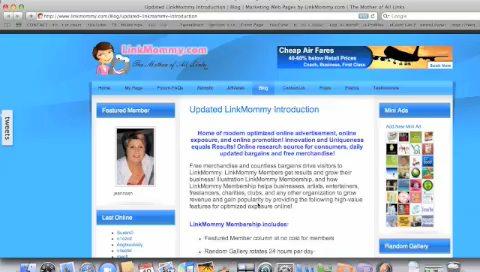 Updated LinkMommy Introduction | Blog | Marketing Web Pages by LinkMommy.com | The Mother of All Links
http://www.linkmommy.com/blog/updated-linkmommy-introduction
Google
LinkMommy.com
The Mother of All Links
Cheap Air Fares
40-60% below Retail Prices
Coach, Business, First Class
Book Now
Home
My Page
Forum
Members
Affiliates
Blog
Contact Us
Photos
Events
Testimonials
tweets
Featured Member
Last Online
Updated LinkMommy Introduction
Home of modern optimized online advertisement, online
exposure, and online promotion! Innovation and Uniqueness
equals Results! Online research source for consumers, daily
updated bargains and free merchandise!
Free merchandise and countless bargains drive visitors to
LinkMommy. LinkMommy Members get results and grow their
business! Illustration LinkMommy Membership, and how
LinkMommy Membership helps businesses, artists, entertainers,
freelancers, charities, clubs, and any other organization to grow
revenue and gain popularity by providing the following high-value
features for optimized exposure online!
LinkMommy Membership includes:
Featured Member column at no cost for members
Random Gallery rotates 24 hours per day
Mini Ads
Add New Mini Ad
Random Gallery